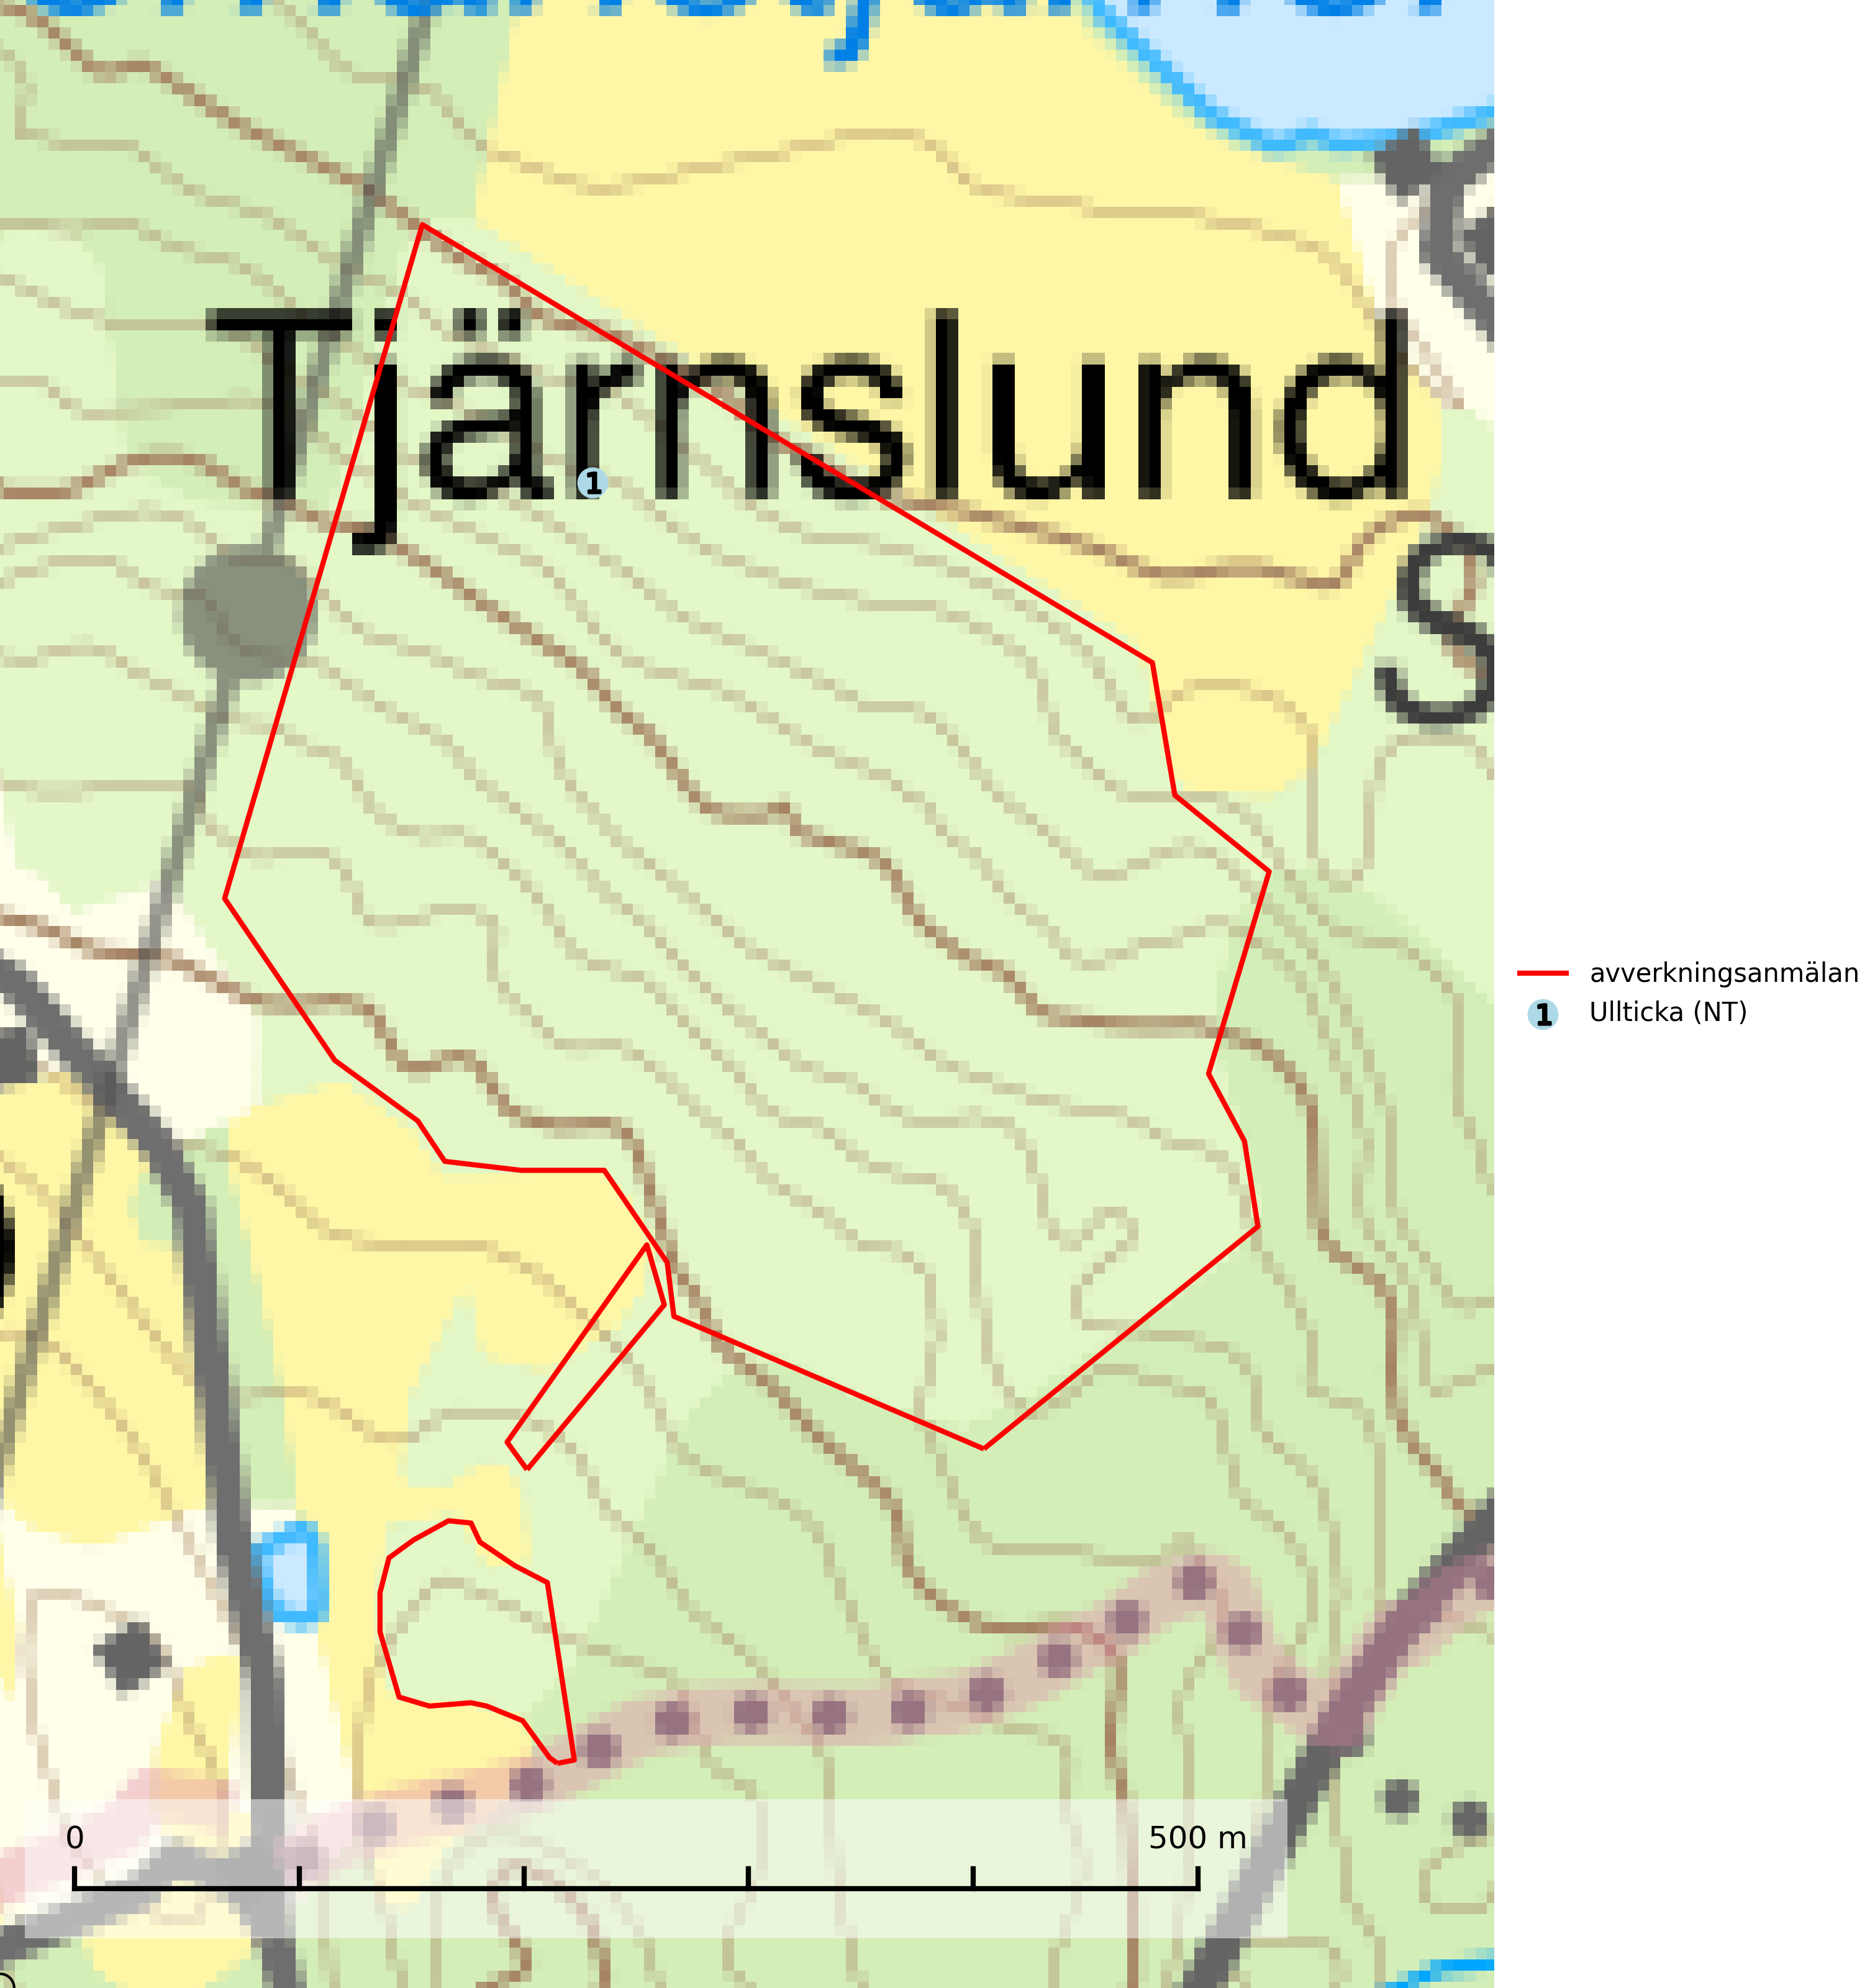 Tjärnslund
1
S
avverkningsanmälan
1 Ullticka (NT)
0 500 m